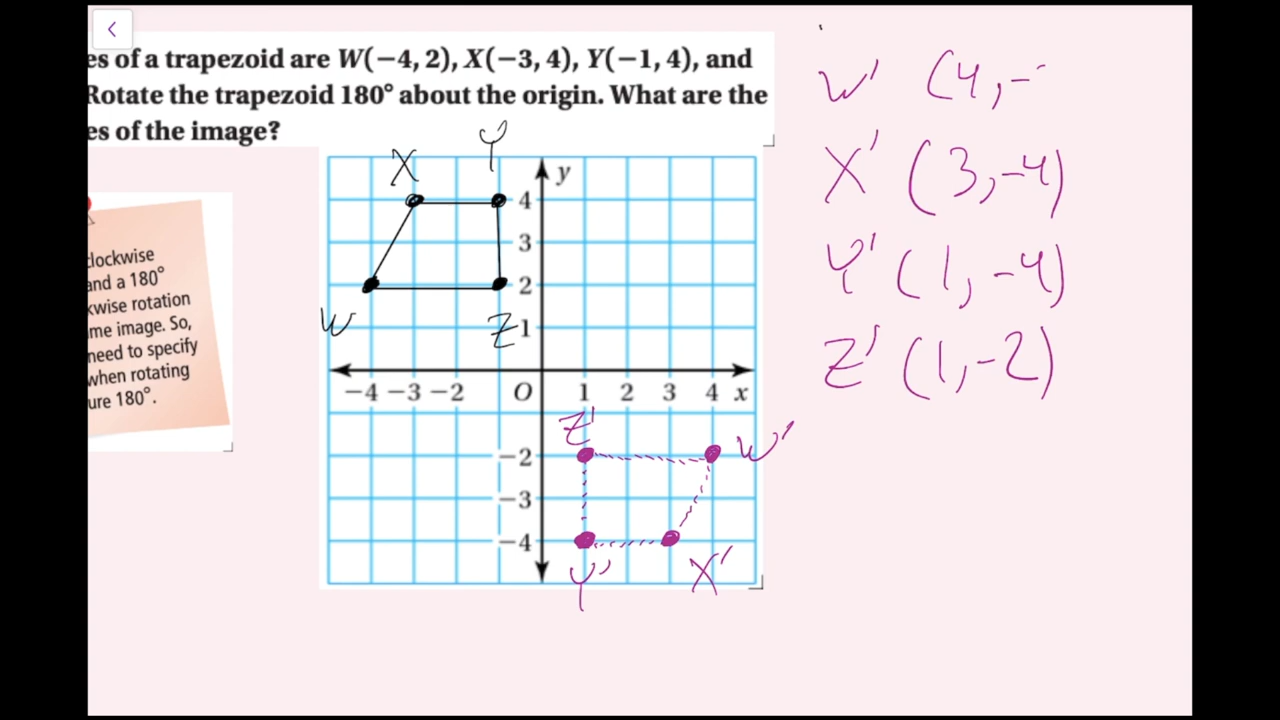 es of a trapezoid are W(−4, 2), X(−3, 4), Y(−1, 4), and
Rotate the trapezoid 180° about the origin. What are the
es of the image?
clockwise
and a 180°
kwise rotation
me image. So,
need to specify
when rotating
ure 180°.
X Y
W Z
y
4
3
2
1
−4 −3 −2 O 1 2 3 4 x
−2
−3
−4
Z' W'
Y' X'
W' (4, -
X' (3, -4)
Y' (1, -4)
Z' (1, -2)